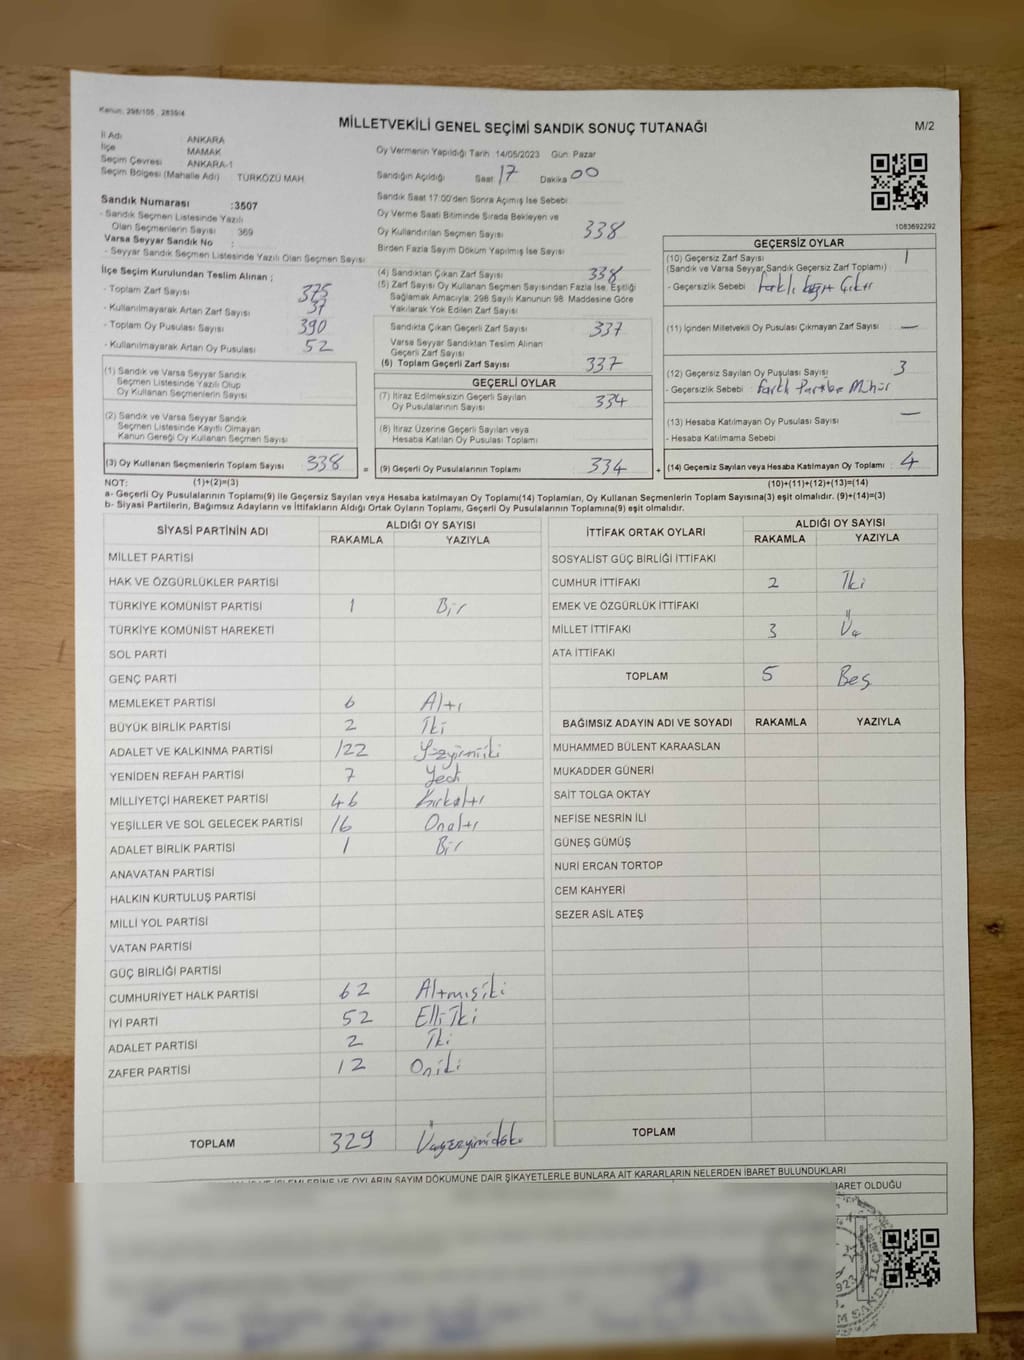 Kanun: 298/105 , 2839/4
MİLLETVEKİLİ GENEL SEÇİMİ SANDIK SONUÇ TUTANAĞI
M/2
İl Adı ANKARA
İlçe MAMAK
Seçim Çevresi ANKARA-1
Seçim Bölgesi (Mahalle Adı) : TÜRKÖZÜ MAH.
Oy Vermenin Yapıldığı Tarih :14/05/2023 Gün: Pazar
Sandığın Açıldığı Saat 17 Dakika 00
Sandık Saat 17:00'den Sonra Açımış İse Sebebi
Sandık Numarası :3507
- Sandık Seçmen Listesinde Yazılı
Olan Seçmenlerin Sayısı : 369
Varsa Seyyar Sandık No :
- Seyyar Sandık Seçmen Listesinde Yazılı Olan Seçmen Sayısı:
Oy Verme Saati Bitiminde Sırada Bekleyen ve
Oy Kullandırılan Seçmen Sayısı 338
Birden Fazla Sayım Döküm Yapılmış İse Sayısı
1083692292
İlçe Seçim Kurulundan Teslim Alınan ;
- Toplam Zarf Sayısı 375
- Kullanılmayarak Artan Zarf Sayısı 37
- Toplam Oy Pusulası Sayısı 390
- Kullanılmayarak Artan Oy Pusulası 52
(4) Sandıktan Çıkan Zarf Sayısı 338
(5) Zarf Sayısı Oy Kullanan Seçmen Sayısından Fazla İse, Eşitliği
Sağlamak Amacıyla; 298 Sayılı Kanunun 98. Maddesine Göre
Yakılarak Yok Edilen Zarf Sayısı
Sandıkta Çıkan Geçerli Zarf Sayısı 337
Varsa Seyyar Sandıktan Teslim Alınan
Geçerli Zarf Sayısı
(6) Toplam Geçerli Zarf Sayısı 337
GEÇERSİZ OYLAR
(10) Geçersiz Zarf Sayısı 1
(Sandık ve Varsa Seyyar Sandık Geçersiz Zarf Toplamı)
- Geçersizlik Sebebi : Farklı Çıktı
(11) İçinden Milletvekili Oy Pusulası Çıkmayan Zarf Sayısı —
(12) Geçersiz Sayılan Oy Pusulası Sayısı 3
- Geçersizlik Sebebi : Farklı Partilere Mühür
(13) Hesaba Katılmayan Oy Pusulası Sayısı —
- Hesaba Katılmama Sebebi
(1) Sandık ve Varsa Seyyar Sandık
Seçmen Listesinde Yazılı Olup
Oy Kullanan Seçmenlerin Sayısı
(2) Sandık ve Varsa Seyyar Sandık
Seçmen Listesinde Kayıtlı Olmayan
Kanun Gereği Oy Kullanan Seçmen Sayısı
GEÇERLİ OYLAR
(7) İtiraz Edilmeksizin Geçerli Sayılan
Oy Pusulalarının Sayısı 334
(8) İtiraz Üzerine Geçerli Sayılan veya
Hesaba Katılan Oy Pusulası Toplamı
(3) Oy Kullanan Seçmenlerin Toplam Sayısı 338 = (9) Geçerli Oy Pusulalarının Toplamı 334 + (14) Geçersiz Sayılan veya Hesaba Katılmayan Oy Toplamı 4
NOT: (1)+(2)=(3) (10)+(11)+(12)+(13)=(14)
a- Geçerli Oy Pusulalarının Toplamı(9) ile Geçersiz Sayılan veya Hesaba katılmayan Oy Toplamı(14) Toplamları, Oy Kullanan Seçmenlerin Toplam Sayısına(3) eşit olmalıdır. (9)+(14)=(3)
b- Siyasi Partilerin, Bağımsız Adayların ve İttifakların Aldığı Ortak Oyların Toplamı, Geçerli Oy Pusulalarının Toplamına(9) eşit olmalıdır.
SİYASİ PARTİNİN ADI ALDIĞI OY SAYISI
RAKAMLA YAZIYLA
MİLLET PARTİSİ
HAK VE ÖZGÜRLÜKLER PARTİSİ
TÜRKİYE KOMÜNİST PARTİSİ 1 Bir
TÜRKİYE KOMÜNİST HAREKETİ
SOL PARTİ
GENÇ PARTİ
MEMLEKET PARTİSİ 6 Altı
BÜYÜK BİRLİK PARTİSİ 2 İki
ADALET VE KALKINMA PARTİSİ 122 Yüzyirmiiki
YENİDEN REFAH PARTİSİ 7 Yedi
MİLLİYETÇİ HAREKET PARTİSİ 46 Kırkaltı
YEŞİLLER VE SOL GELECEK PARTİSİ 16 Onaltı
ADALET BİRLİK PARTİSİ 1 Bir
ANAVATAN PARTİSİ
HALKIN KURTULUŞ PARTİSİ
MİLLİ YOL PARTİSİ
VATAN PARTİSİ
GÜÇ BİRLİĞİ PARTİSİ
CUMHURİYET HALK PARTİSİ 62 Altmışiki
İYİ PARTİ 52 Elli İki
ADALET PARTİSİ 2 İki
ZAFER PARTİSİ 12 Oniki
TOPLAM 329
İTTİFAK ORTAK OYLARI ALDIĞI OY SAYISI
RAKAMLA YAZIYLA
SOSYALİST GÜÇ BİRLİĞİ İTTİFAKI
CUMHUR İTTİFAKI 2 İki
EMEK VE ÖZGÜRLÜK İTTİFAKI
MİLLET İTTİFAKI 3 Üç
ATA İTTİFAKI
TOPLAM 5 Beş
BAĞIMSIZ ADAYIN ADI VE SOYADI RAKAMLA YAZIYLA
MUHAMMED BÜLENT KARAASLAN
MUKADDER GÜNERİ
SAİT TOLGA OKTAY
NEFİSE NESRİN İLİ
GÜNEŞ GÜMÜŞ
NURİ ERCAN TORTOP
CEM KAHYERİ
SEZER ASİL ATEŞ
TOPLAM
İŞLEMLERİNE VE OYLARIN SAYIM DÖKÜMÜNE DAİR ŞİKAYETLERLE BUNLARA AİT KARARLARIN NELERDEN İBARET BULUNDUKLARI
İBARET OLDUĞU